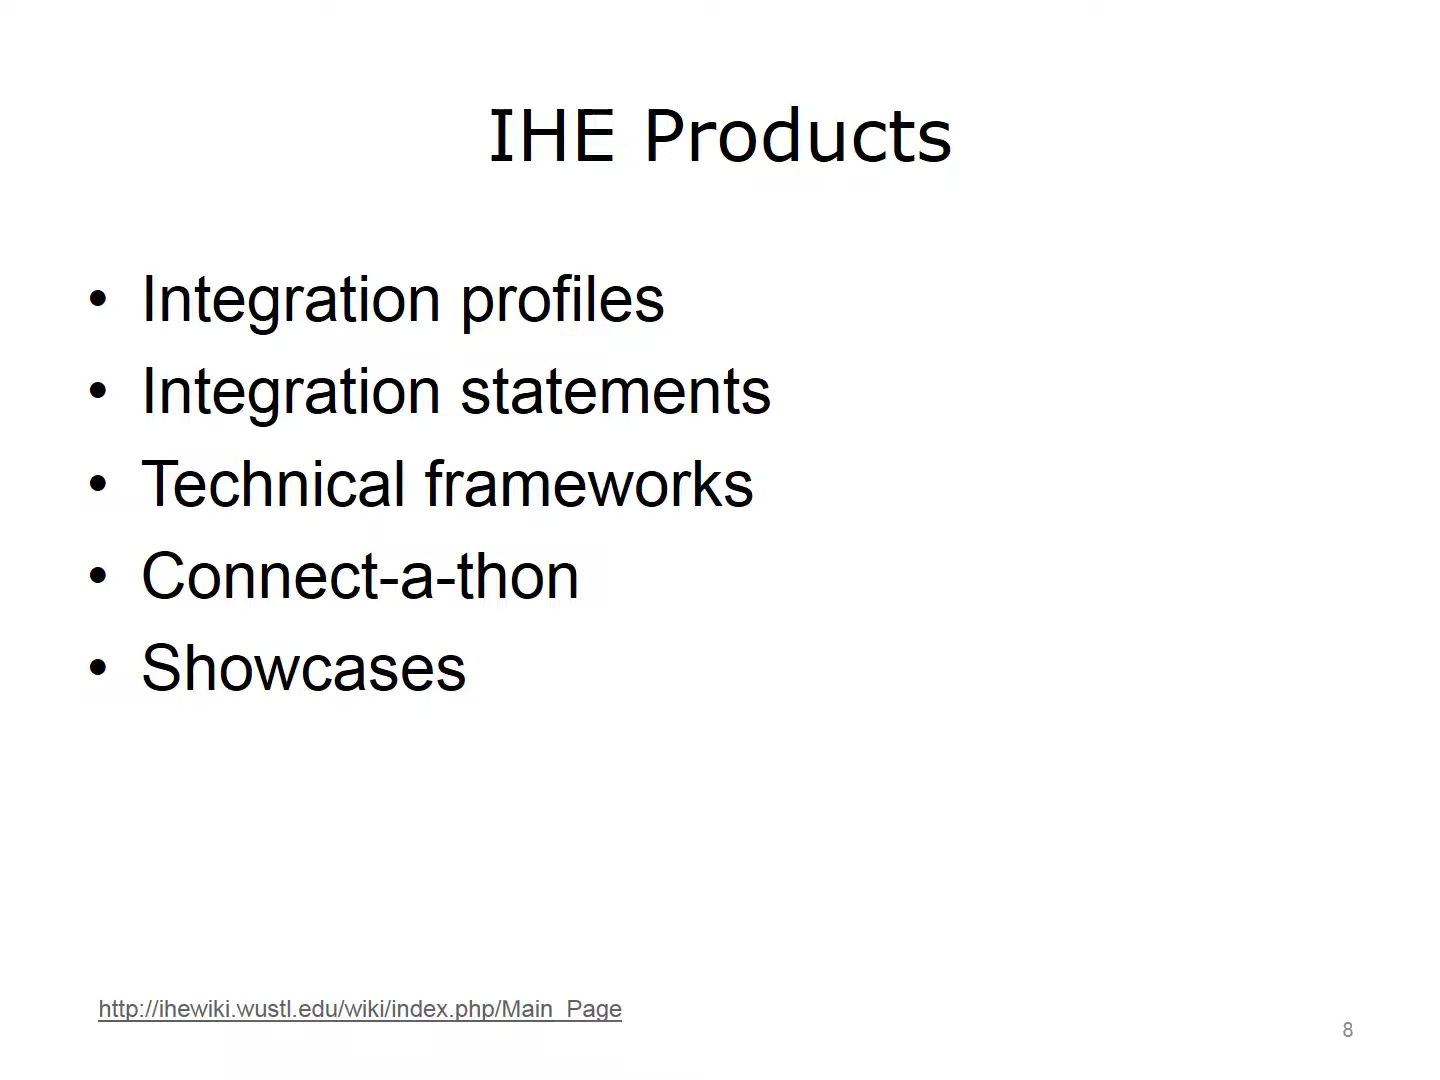 IHE Products
• Integration profiles
• Integration statements
• Technical frameworks
• Connect-a-thon
• Showcases
http://ihewiki.wustl.edu/wiki/index.php/Main_Page
8